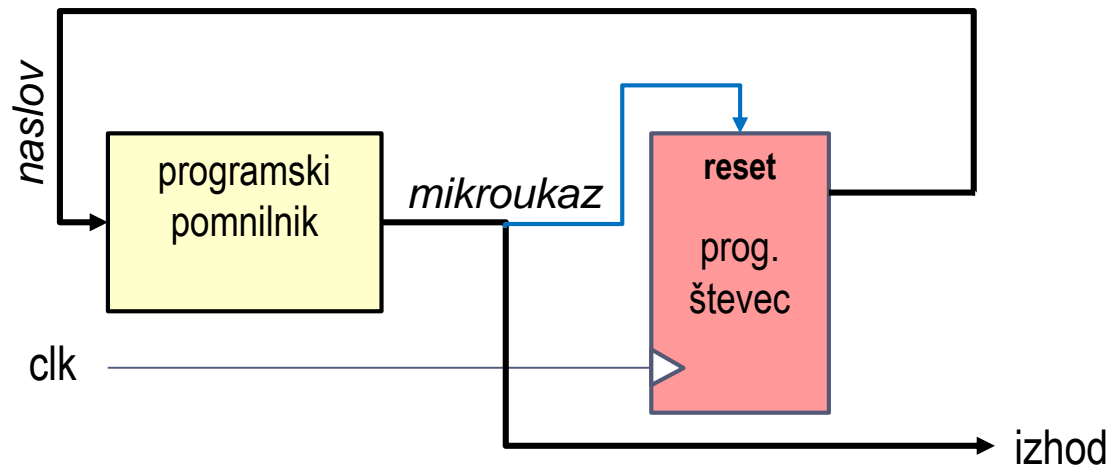 naslov
programski
pomnilnik
mikroukaz
reset
prog.
števec
clk
izhod